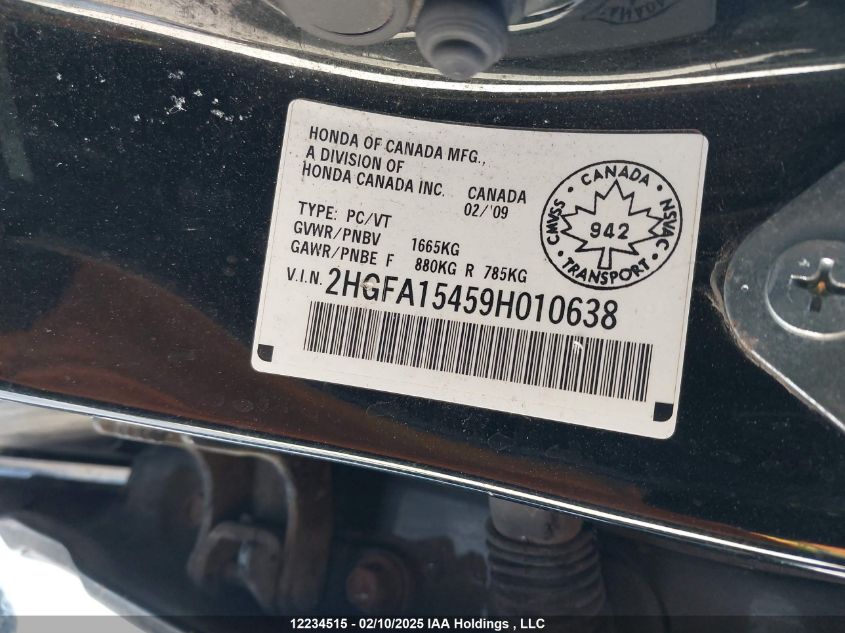 HONDA OF CANADA MFG.,
A DIVISION OF
HONDA CANADA INC. CANADA
02/'09
TYPE: PC/VT
GVWR/PNBV 1665KG
GAWR/PNBE F 880KG R 785KG
V.I.N. 2HGFA15459H010638
CANADA
CMVSS
942
NSVAC
TRANSPORT
12234515 - 02/10/2025 IAA Holdings , LLC